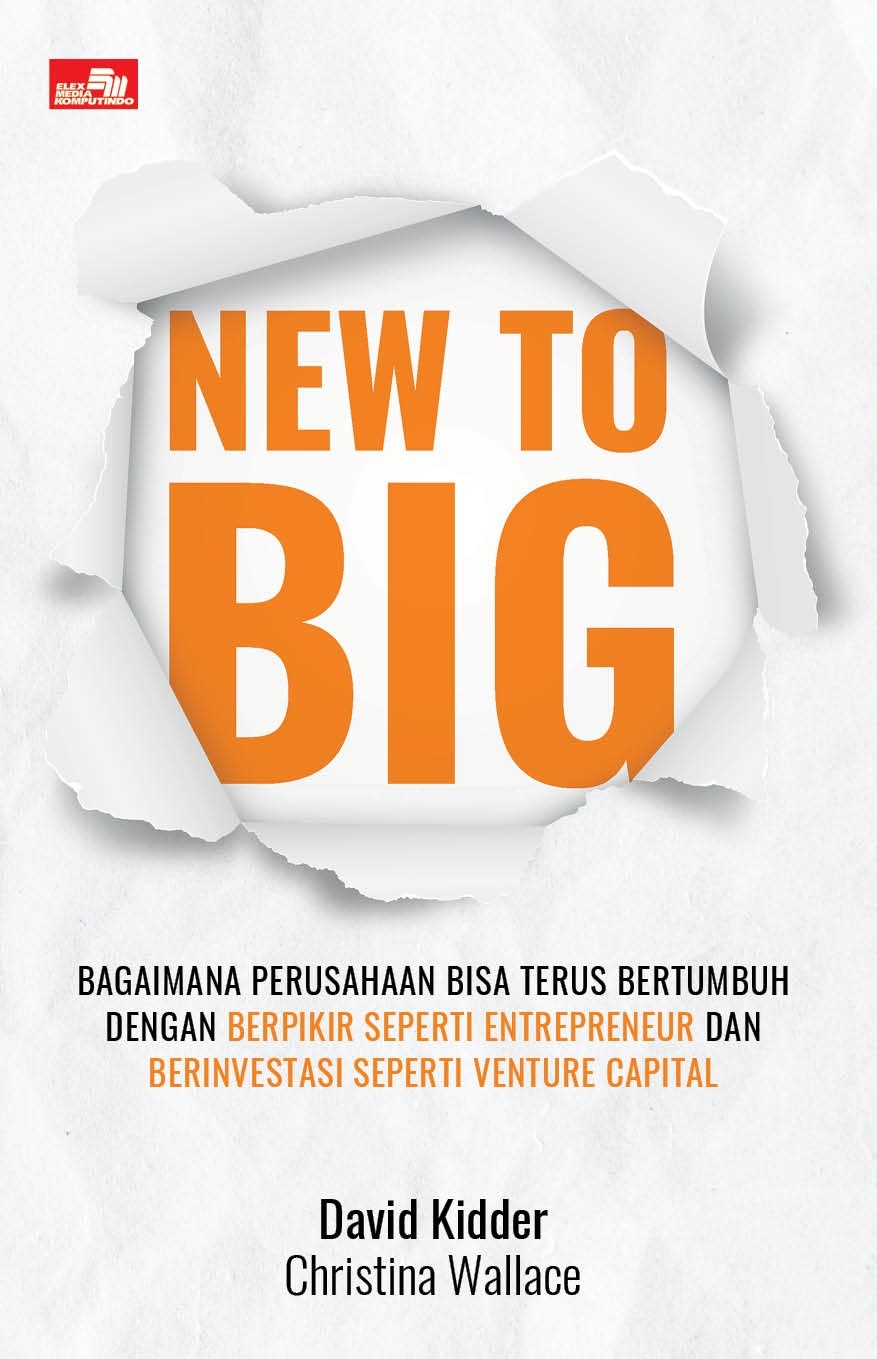 ELEX
MEDIA
KOMPUTINDO
NEW TO
BIG
BAGAIMANA PERUSAHAAN BISA TERUS BERTUMBUH
DENGAN BERPIKIR SEPERTI ENTREPRENEUR DAN
BERINVESTASI SEPERTI VENTURE CAPITAL
David Kidder
Christina Wallace